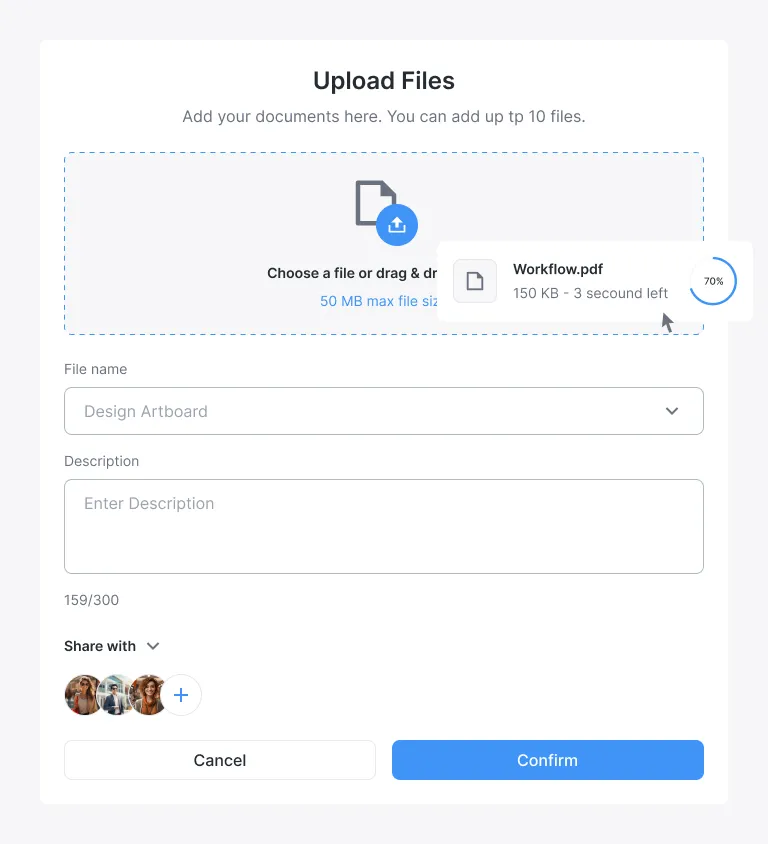 Upload Files
Add your documents here. You can add up tp 10 files.
Choose a file or drag & dr
50 MB max file siz
Workflow.pdf
150 KB - 3 secound left
70%
File name
Design Artboard
Description
Enter Description
159/300
Share with
Cancel
Confirm